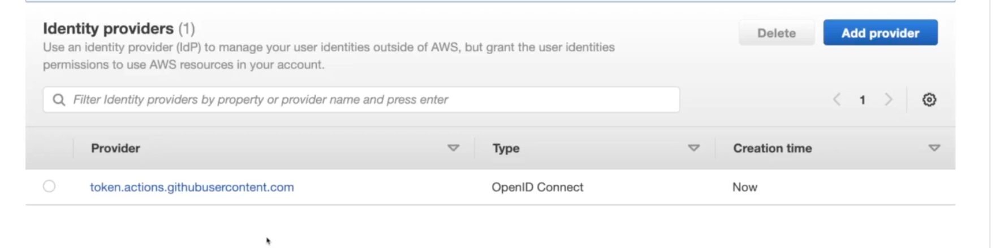 Identity providers (1)
Delete
Add provider
Use an identity provider (IdP) to manage your user identities outside of AWS, but grant the user identities
permissions to use AWS resources in your account.
Filter Identity providers by property or provider name and press enter
1
Provider
Type
Creation time
token.actions.githubusercontent.com
OpenID Connect
Now